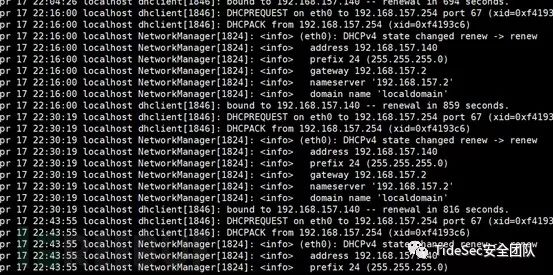 pr 17 22:04:26 localhost dhclient[1846]: bound to 192.168.157.140 -- renewal in 694 seconds.
pr 17 22:16:00 localhost dhclient[1846]: DHCPREQUEST on eth0 to 192.168.157.254 port 67 (xid=0xf4193
pr 17 22:16:00 localhost dhclient[1846]: DHCPACK from 192.168.157.254 (xid=0xf4193c6)
pr 17 22:16:00 localhost NetworkManager[1824]: <info> (eth0): DHCPv4 state changed renew -> renew
pr 17 22:16:00 localhost NetworkManager[1824]: <info>   address 192.168.157.140
pr 17 22:16:00 localhost NetworkManager[1824]: <info>   prefix 24 (255.255.255.0)
pr 17 22:16:00 localhost NetworkManager[1824]: <info>   gateway 192.168.157.2
pr 17 22:16:00 localhost NetworkManager[1824]: <info>   nameserver '192.168.157.2'
pr 17 22:16:00 localhost NetworkManager[1824]: <info>   domain name 'localdomain'
pr 17 22:16:00 localhost dhclient[1846]: bound to 192.168.157.140 -- renewal in 859 seconds.
pr 17 22:30:19 localhost dhclient[1846]: DHCPREQUEST on eth0 to 192.168.157.254 port 67 (xid=0xf4193
pr 17 22:30:19 localhost dhclient[1846]: DHCPACK from 192.168.157.254 (xid=0xf4193c6)
pr 17 22:30:19 localhost NetworkManager[1824]: <info> (eth0): DHCPv4 state changed renew -> renew
pr 17 22:30:19 localhost NetworkManager[1824]: <info>   address 192.168.157.140
pr 17 22:30:19 localhost NetworkManager[1824]: <info>   prefix 24 (255.255.255.0)
pr 17 22:30:19 localhost NetworkManager[1824]: <info>   gateway 192.168.157.2
pr 17 22:30:19 localhost NetworkManager[1824]: <info>   nameserver '192.168.157.2'
pr 17 22:30:19 localhost NetworkManager[1824]: <info>   domain name 'localdomain'
pr 17 22:30:19 localhost dhclient[1846]: bound to 192.168.157.140 -- renewal in 816 seconds.
pr 17 22:43:55 localhost dhclient[1846]: DHCPREQUEST on eth0 to 192.168.157.254 port 67 (xid=0xf4193
pr 17 22:43:55 localhost dhclient[1846]: DHCPACK from 192.168.157.254 (xid=0xf4193c6)
pr 17 22:43:55 localhost NetworkManager[1824]: <info> (eth0): DHCPv4 state changed renew -> renew
pr 17 22:43:55 localhost NetworkManager[1824]: <info>   address
pr 17 22:43:55 localhost NetworkManager[1824]: <info>   prefix 24 (255.255.255.0)
TideSec安全团队